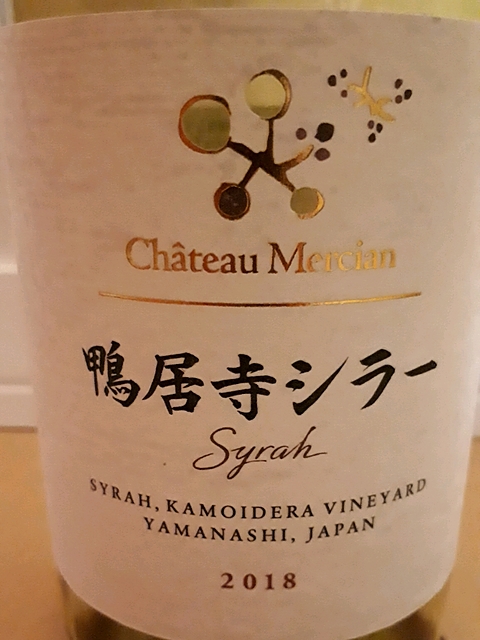 Château Mercian
鴨居寺シラー
Syrah
SYRAH, KAMOIDERA VINEYARD
YAMANASHI, JAPAN
2018